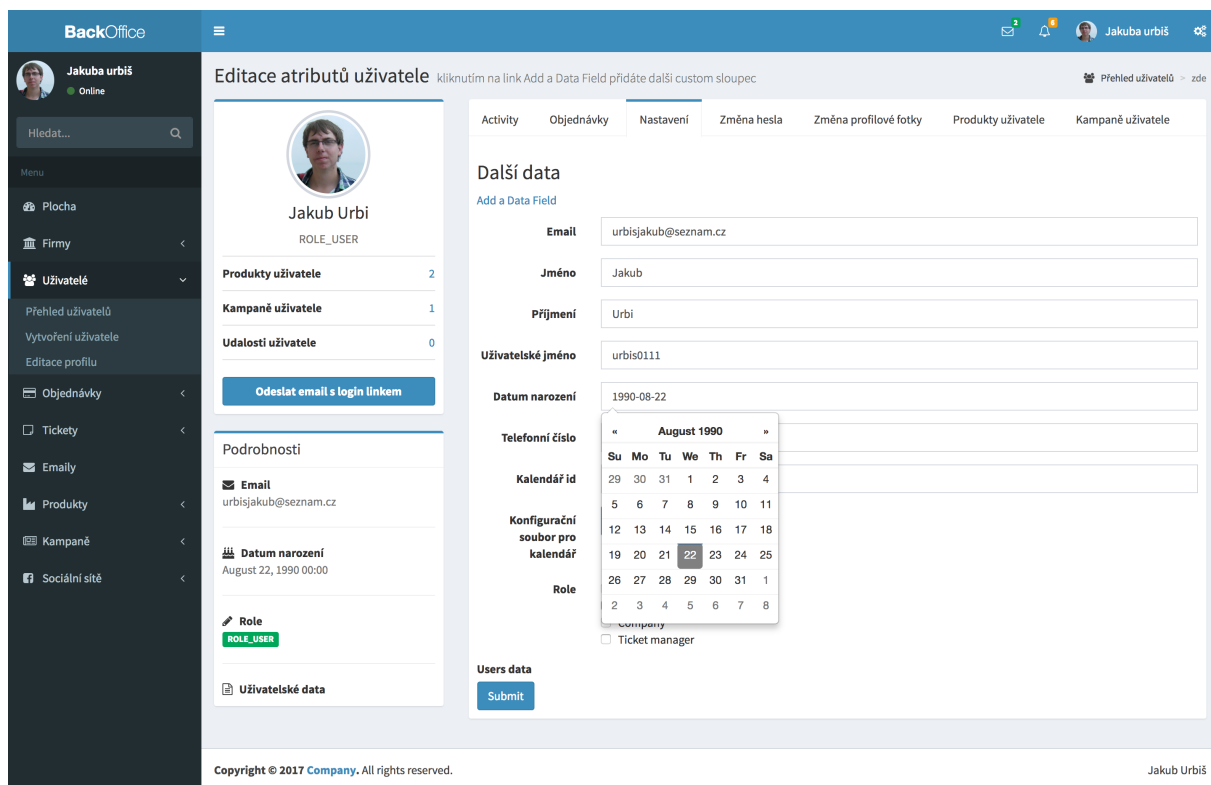 BackOffice
2
6
Jakuba urbiš
Jakuba urbiš
Online
Hledat...
Menu
Plocha
Firmy
Uživatelé
Přehled uživatelů
Vytvoření uživatele
Editace profilu
Objednávky
Tickety
Emaily
Produkty
Kampaně
Sociální sítě
Editace atributů uživatele kliknutím na link Add a Data Field přidáte další custom sloupec
Přehled uživatelů > zde
Jakub Urbi
ROLE_USER
Produkty uživatele 2
Kampaně uživatele 1
Udalosti uživatele 0
Odeslat email s login linkem
Podrobnosti
Email
urbisjakub@seznam.cz
Datum narození
August 22, 1990 00:00
Role
ROLE_USER
Uživatelské data
Activity Objednávky Nastavení Změna hesla Změna profilové fotky Produkty uživatele Kampaně uživatele
Další data
Add a Data Field
Email urbisjakub@seznam.cz
Jméno Jakub
Příjmení Urbi
Uživatelské jméno urbis0111
Datum narození 1990-08-22
Telefonní číslo
Kalendář id
Konfigurační
soubor pro
kalendář
Role
« August 1990 »
Su Mo Tu We Th Fr Sa
29 30 31 1 2 3 4
5 6 7 8 9 10 11
12 13 14 15 16 17 18
19 20 21 22 23 24 25
26 27 28 29 30 31 1
2 3 4 5 6 7 8
Company
Ticket manager
Users data
Submit
Copyright © 2017 Company. All rights reserved.
Jakub Urbiš